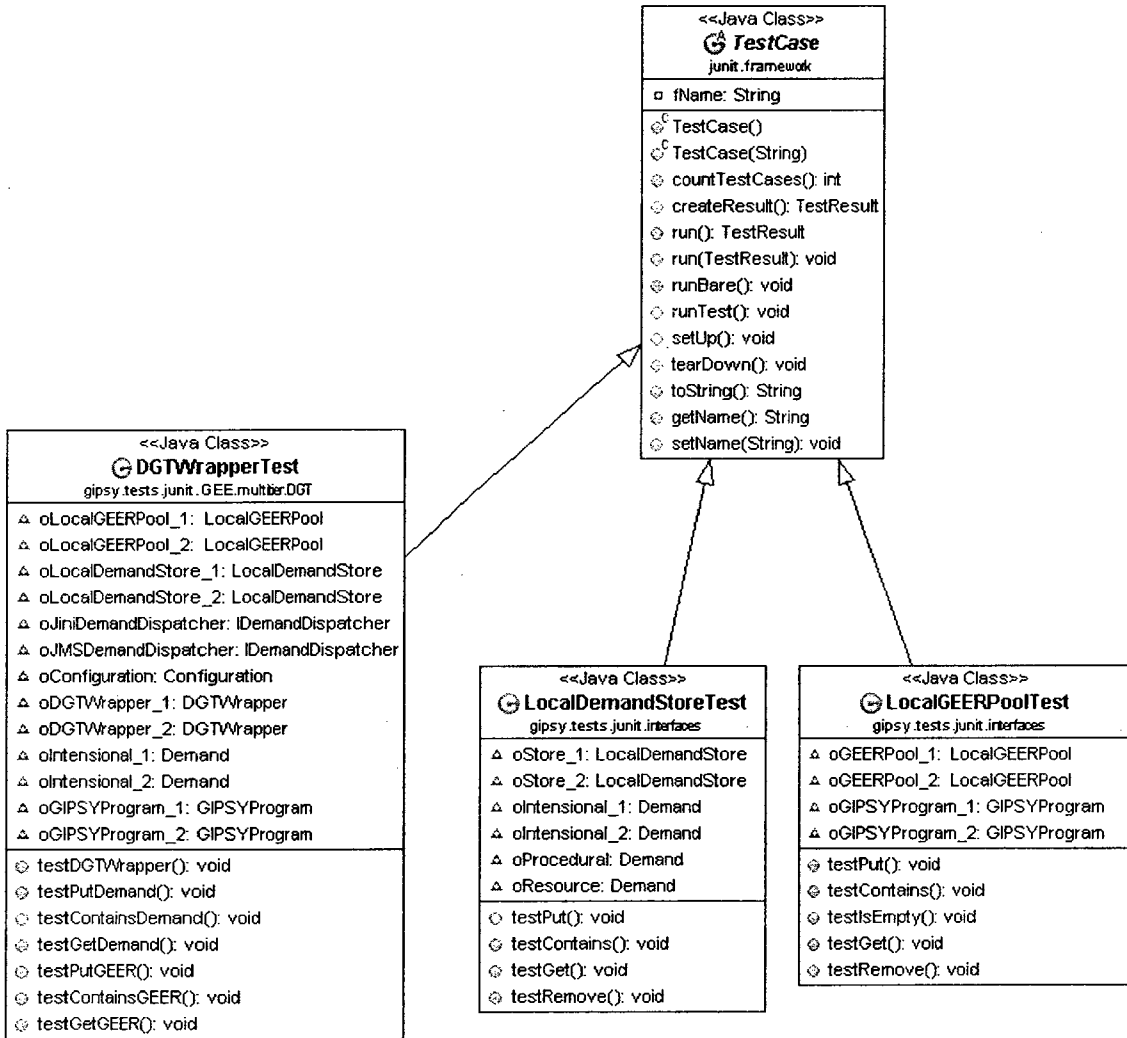 <<Java Class>>
TestCase
junit.framework
fName: String
TestCase()
TestCase(String)
countTestCases(): int
createResult(): TestResult
run(): TestResult
run(TestResult): void
runBare(): void
runTest(): void
setUp(): void
tearDown(): void
toString(): String
getName(): String
setName(String): void
<<Java Class>>
DGTWrapperTest
gipsy.tests.junit.GEE.multitier.DGT
oLocalGEERPool_1: LocalGEERPool
oLocalGEERPool_2: LocalGEERPool
oLocalDemandStore_1: LocalDemandStore
oLocalDemandStore_2: LocalDemandStore
oJiniDemandDispatcher: IDemandDispatcher
oJMSDemandDispatcher: IDemandDispatcher
oConfiguration: Configuration
oDGTWrapper_1: DGTWrapper
oDGTWrapper_2: DGTWrapper
oIntensional_1: Demand
oIntensional_2: Demand
oGIPSYProgram_1: GIPSYProgram
oGIPSYProgram_2: GIPSYProgram
testDGTWrapper(): void
testPutDemand(): void
testContainsDemand(): void
testGetDemand(): void
testPutGEER(): void
testContainsGEER(): void
testGetGEER(): void
<<Java Class>>
LocalDemandStoreTest
gipsy.tests.junit.interfaces
oStore_1: LocalDemandStore
oStore_2: LocalDemandStore
oIntensional_1: Demand
oIntensional_2: Demand
oProcedural: Demand
oResource: Demand
testPut(): void
testContains(): void
testGet(): void
testRemove(): void
<<Java Class>>
LocalGEERPoolTest
gipsy.tests.junit.interfaces
oGEERPool_1: LocalGEERPool
oGEERPool_2: LocalGEERPool
oGIPSYProgram_1: GIPSYProgram
oGIPSYProgram_2: GIPSYProgram
testPut(): void
testContains(): void
testIsEmpty(): void
testGet(): void
testRemove(): void